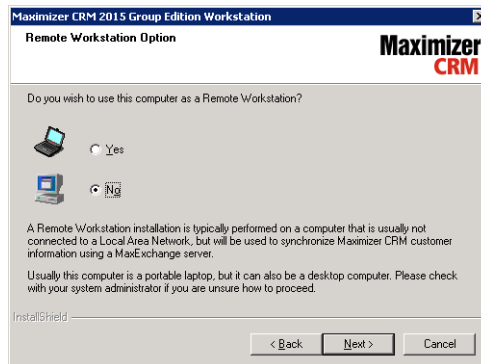 Maximizer CRM 2015 Group Edition Workstation
Remote Workstation Option
Maximizer
CRM
Do you wish to use this computer as a Remote Workstation?
Yes
No
A Remote Workstation installation is typically performed on a computer that is usually not
connected to a Local Area Network, but will be used to synchronize Maximizer CRM customer
information using a MaxExchange server.
Usually this computer is a portable laptop, but it can also be a desktop computer. Please check
with your system administrator if you are unsure how to proceed.
InstallShield
< Back Next > Cancel